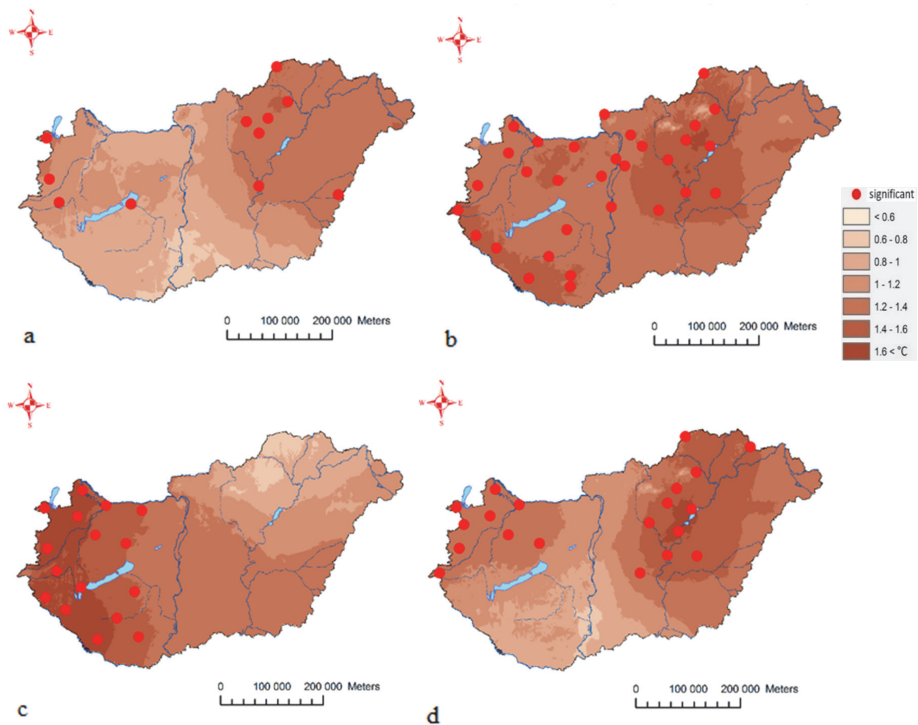 N
W E
S
a
0 100 000 200 000 Meters
N
W E
S
b
0 100 000 200 000 Meters
significant
< 0.6
0.6 - 0.8
0.8 - 1
1 - 1.2
1.2 - 1.4
1.4 - 1.6
1.6 < °C
N
W E
S
c
0 100 000 200 000 Meters
N
W E
S
d
0 100 000 200 000 Meters